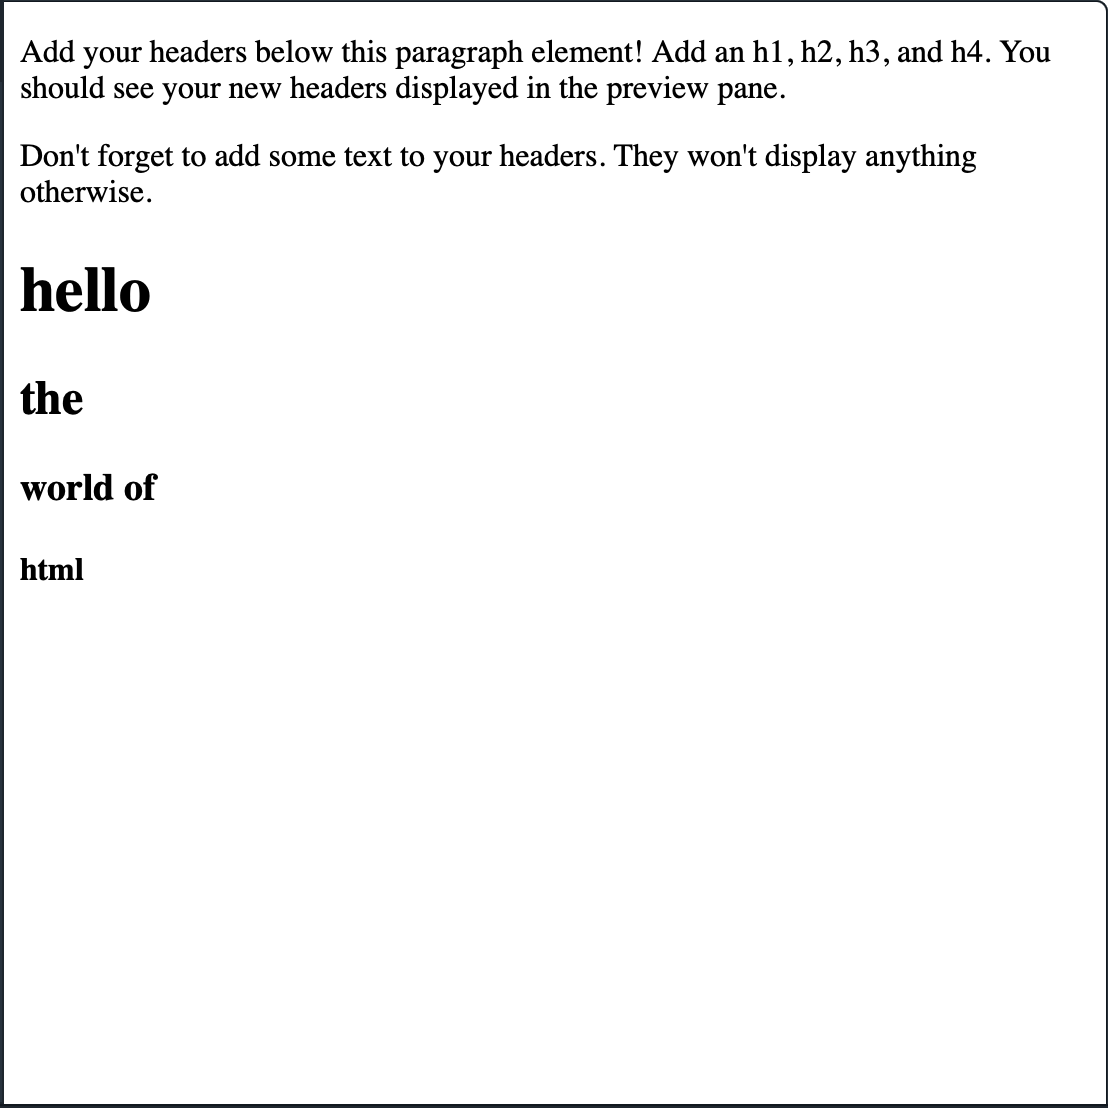 Add your headers below this paragraph element! Add an h1, h2, h3, and h4. You
should see your new headers displayed in the preview pane.
Don't forget to add some text to your headers. They won't display anything
otherwise.
hello
the
world of
html